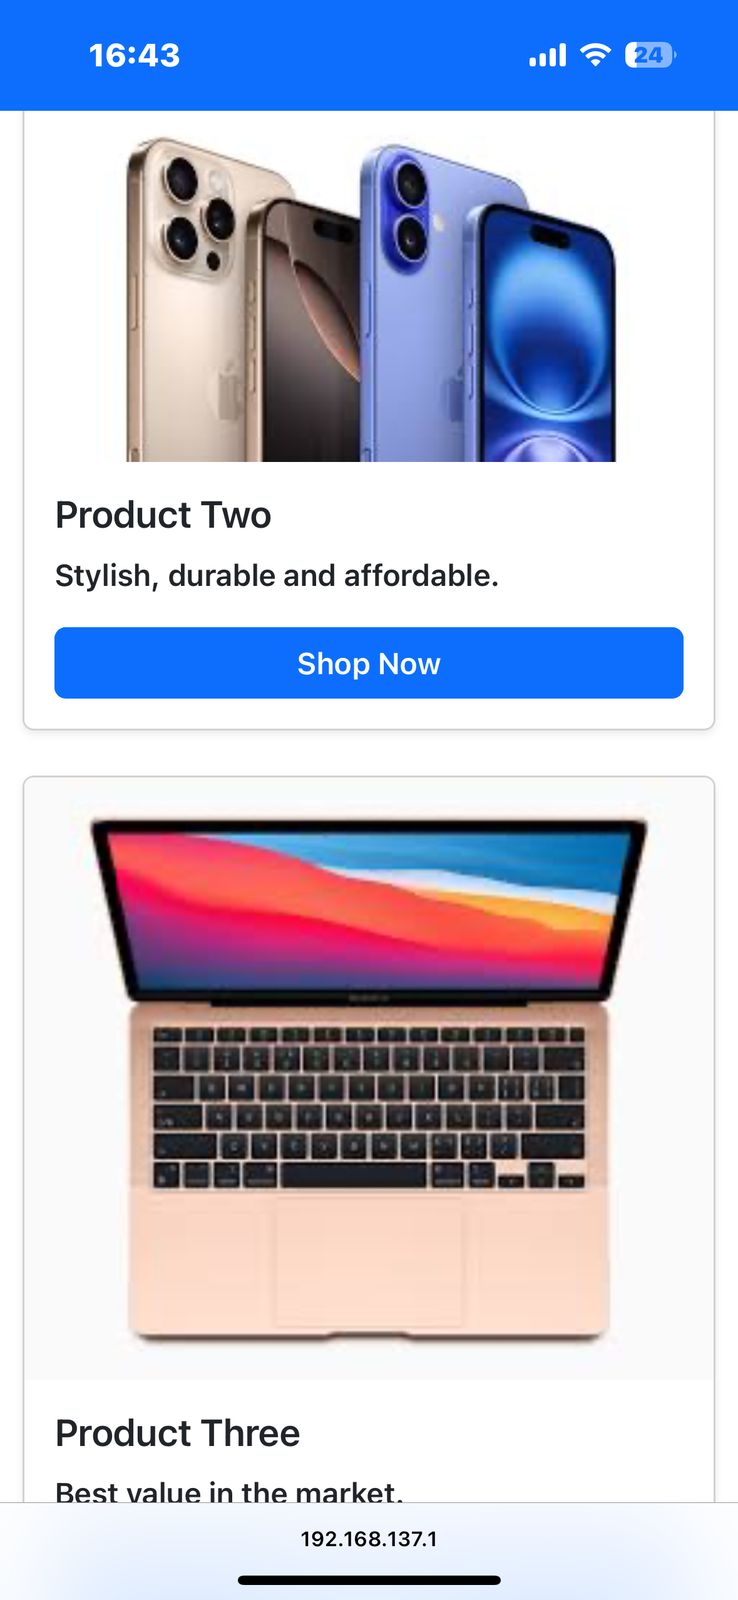 16:43
24
Product Two
Stylish, durable and affordable.
Shop Now
Product Three
Best value in the market.
192.168.137.1